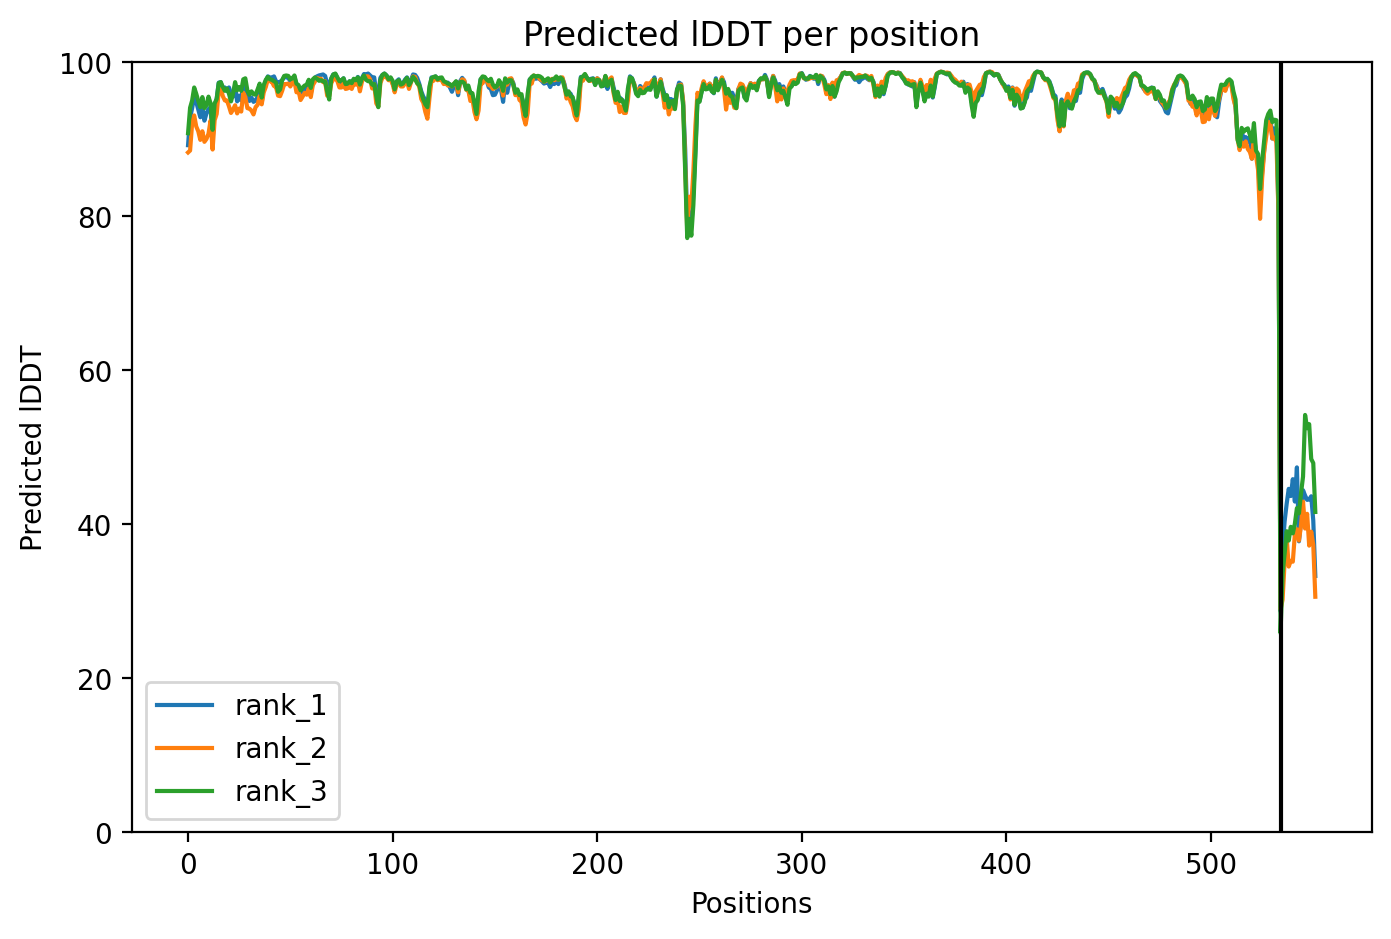 Predicted lDDT per position
100
80
60
40
20
0
Predicted lDDT
rank_1
rank_2
rank_3
0 100 200 300 400 500
Positions